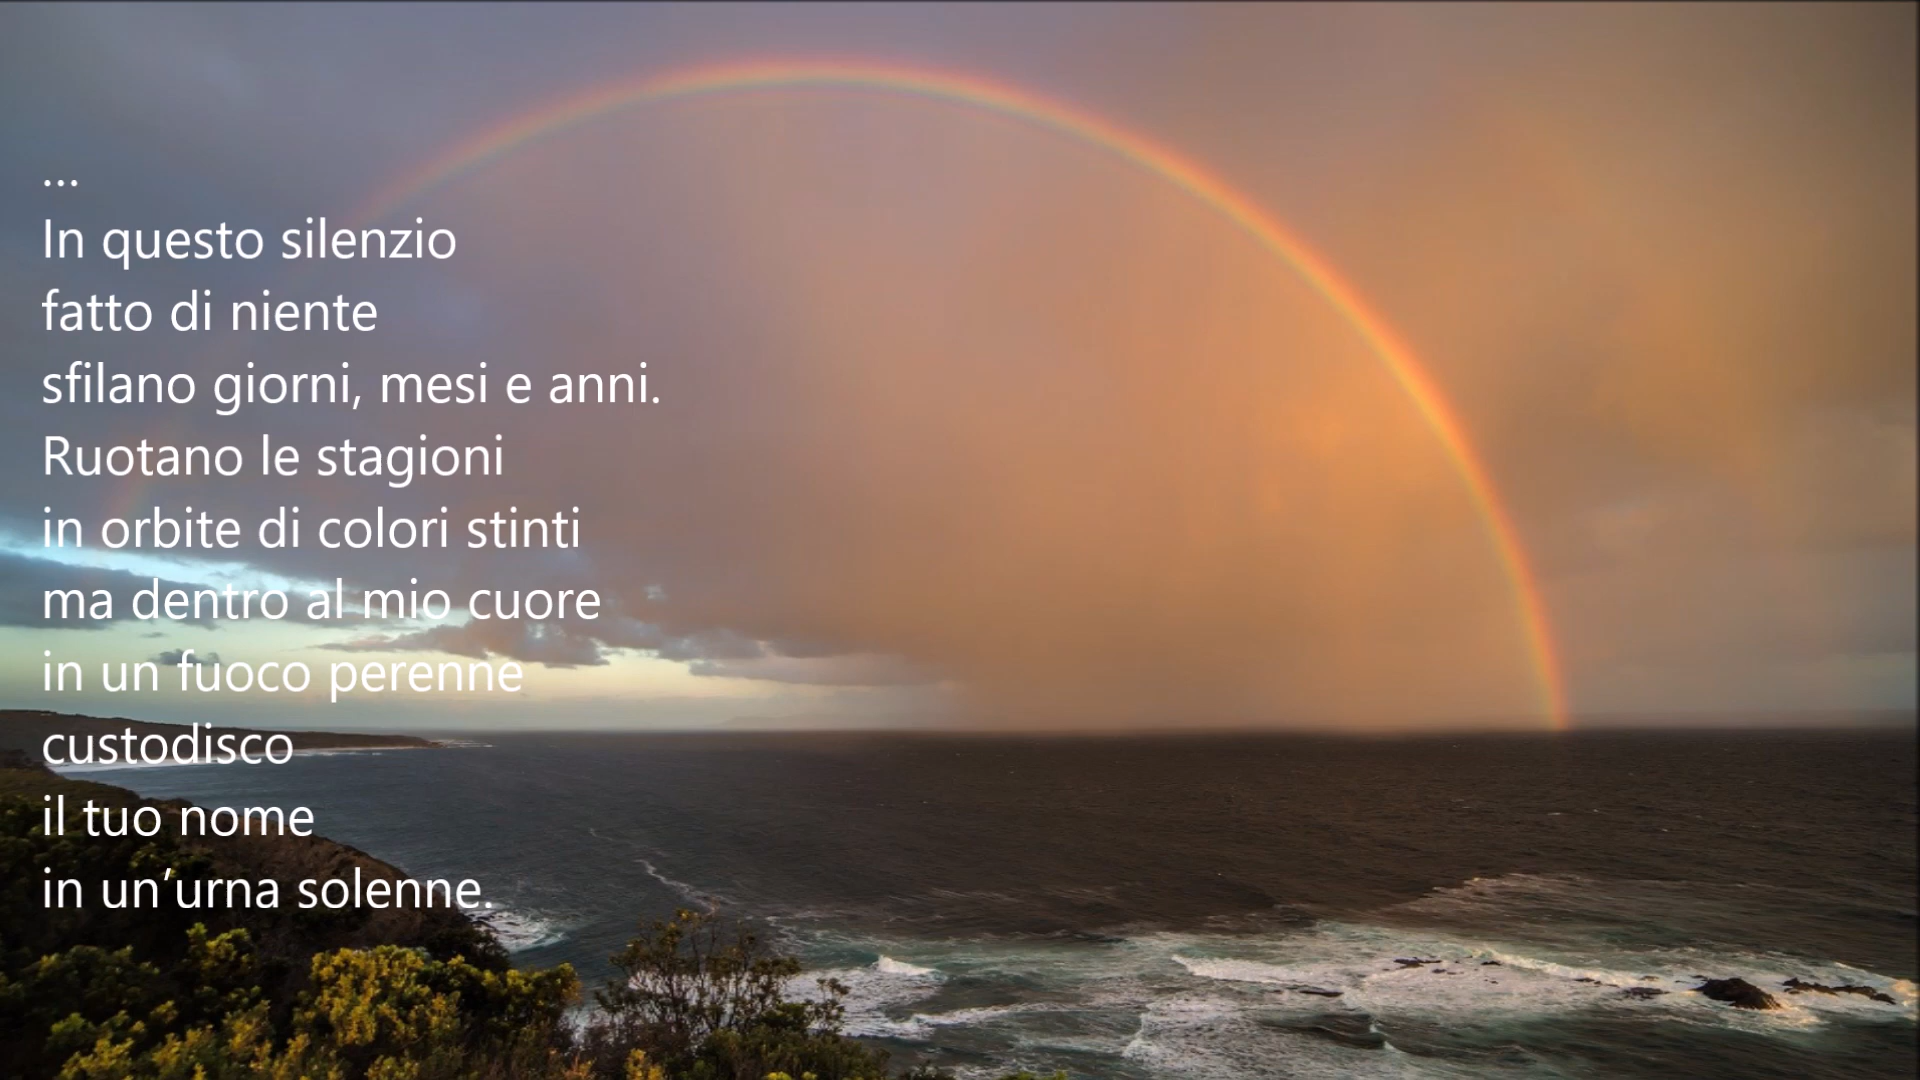 ...
In questo silenzio
fatto di niente
sfilano giorni, mesi e anni.
Ruotano le stagioni
in orbite di colori stinti
ma dentro al mio cuore
in un fuoco perenne
custodisco
il tuo nome
in un’urna solenne.